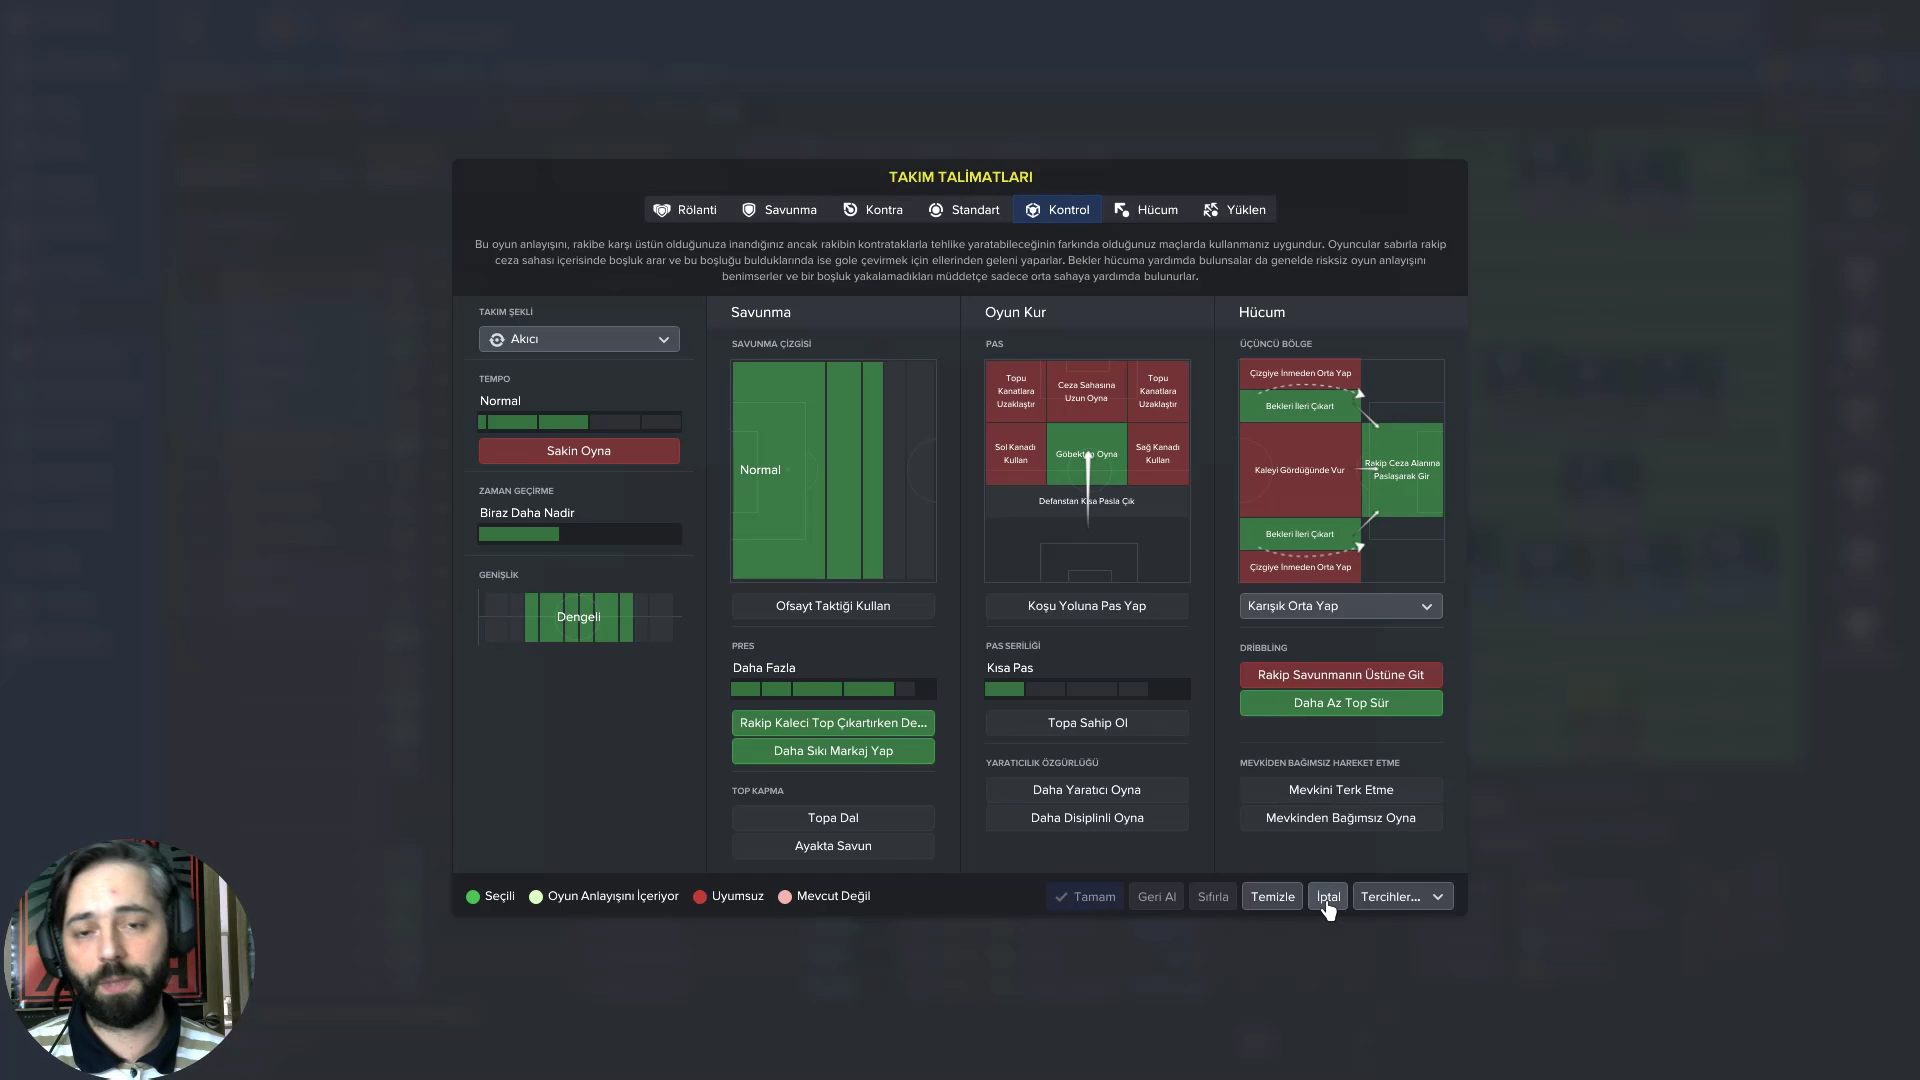 TAKIM TALİMATLARI
Rölanti
Savunma
Kontra
Standart
Kontrol
Hücum
Yüklen
Bu oyun anlayışını, rakibe karşı üstün olduğunuza inandığınız ancak rakibin kontrataklarla tehlike yaratabileceğinin farkında olduğunuz maçlarda kullanmanız uygundur. Oyuncular sabırla rakip
ceza sahası içerisinde boşluk arar ve bu boşluğu bulduklarında ise gole çevirmek için ellerinden geleni yaparlar. Bekler hücuma yardımda bulunsalar da genelde risksiz oyun anlayışını
benimserler ve bir boşluk yakalamadıkları müddetçe sadece orta sahaya yardımda bulunurlar.
TAKIM ŞEKLİ
Akıcı
TEMPO
Normal
Sakin Oyna
ZAMAN GEÇİRME
Biraz Daha Nadir
GENİŞLİK
Dengeli
Savunma
SAVUNMA ÇİZGİSİ
Normal
Ofsayt Taktiği Kullan
PRES
Daha Fazla
Rakip Kaleci Top Çıkartırken De...
Daha Sıkı Markaj Yap
TOP KAPMA
Topa Dal
Ayakta Savun
Oyun Kur
PAS
Topu
Kanatlara
Uzaklaştır
Ceza Sahasına
Uzun Oyna
Topu
Kanatlara
Uzaklaştır
Sol Kanadı
Kullan
Göbekten Oyna
Sağ Kanadı
Kullan
Defanstan Kısa Pasla Çık
Koşu Yoluna Pas Yap
PAS SERİLİĞİ
Kısa Pas
Topa Sahip Ol
YARATICILIK ÖZGÜRLÜĞÜ
Daha Yaratıcı Oyna
Daha Disiplinli Oyna
Hücum
ÜÇÜNCÜ BÖLGE
Çizgiye İnmeden Orta Yap
Bekleri İleri Çıkart
Kaleyi Gördüğünde Vur
Rakip Ceza Alanına
Paslaşarak Gir
Bekleri İleri Çıkart
Çizgiye İnmeden Orta Yap
Karışık Orta Yap
DRİBBLİNG
Rakip Savunmanın Üstüne Git
Daha Az Top Sür
MEVKİDEN BAĞIMSIZ HAREKET ETME
Mevkini Terk Etme
Mevkinden Bağımsız Oyna
Seçili
Oyun Anlayışını İçeriyor
Uyumsuz
Mevcut Değil
Tamam
Geri Al
Sıfırla
Temizle
İptal
Tercihler...